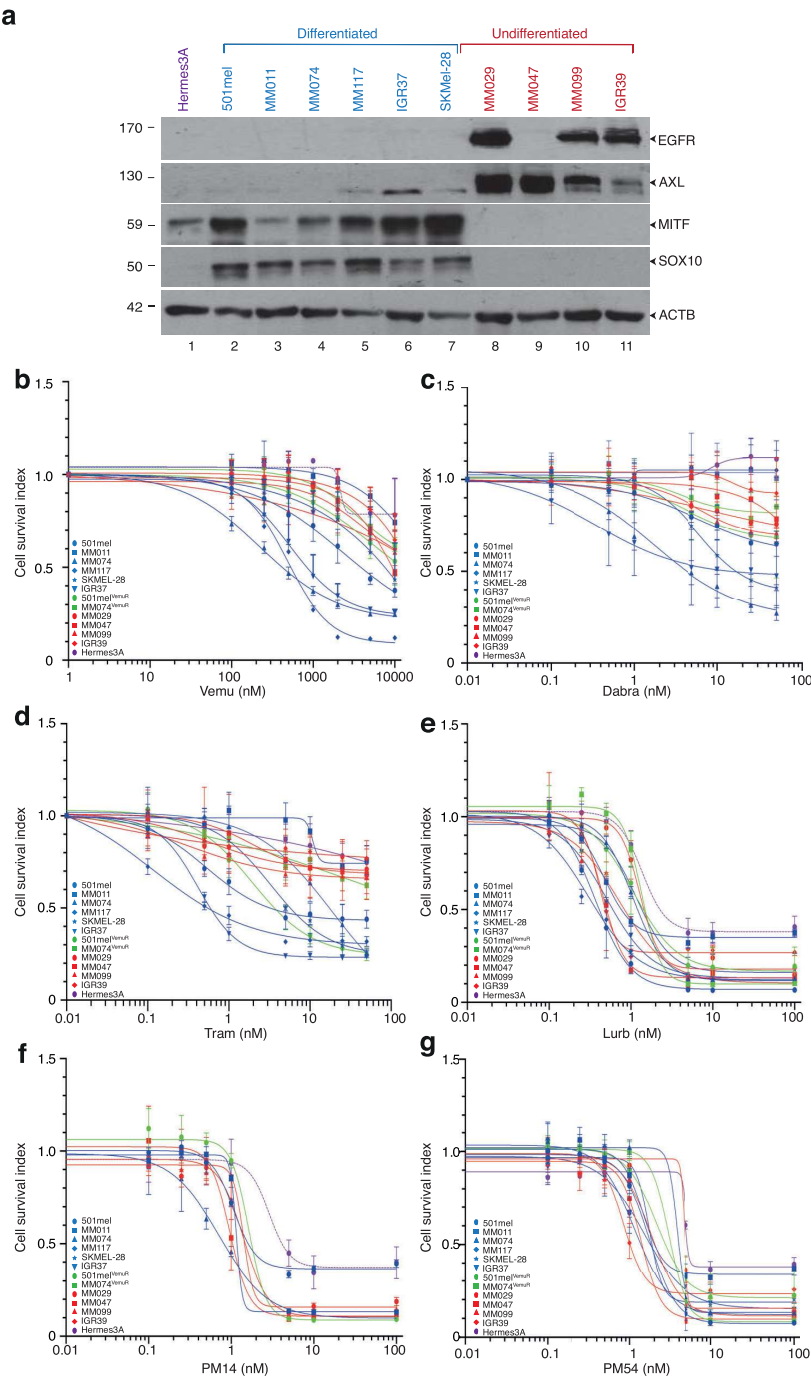 a
Differentiated
Undifferentiated
Hermes3A
501mel
MM011
MM074
MM117
IGR37
SKMel-28
MM029
MM047
MM099
IGR39
170
EGFR
130
AXL
59
MITF
50
SOX10
42
ACTB
1 2 3 4 5 6 7 8 9 10 11
b
1.5
1.0
0.5
0
Cell survival index
501mel
MM011
MM074
MM117
SKMEL-28
IGR37
501melVemuR
MM074VemuR
MM029
MM047
MM099
IGR39
Hermes3A
1 10 100 1000 10000
Vemu (nM)
c
1.5
1.0
0.5
0
Cell survival index
501mel
MM011
MM074
MM117
SKMEL-28
IGR37
501melVemuR
MM074VemuR
MM029
MM047
MM099
IGR39
Hermes3A
0.01 0.1 1 10 100
Dabra (nM)
d
1.5
1.0
0.5
0
Cell survival index
501mel
MM011
MM074
MM117
SKMEL-28
IGR37
501melVemuR
MM074VemuR
MM029
MM047
MM099
IGR39
Hermes3A
0.01 0.1 1 10 100
Tram (nM)
e
1.5
1.0
0.5
0
Cell survival index
501mel
MM011
MM074
MM117
SKMEL-28
IGR37
501melVemuR
MM074VemuR
MM029
MM047
MM099
IGR39
Hermes3A
0.01 0.1 1 10 100
Lurb (nM)
f
1.5
1.0
0.5
0
Cell survival index
501mel
MM011
MM074
MM117
SKMEL-28
IGR37
501melVemuR
MM074VemuR
MM029
MM047
MM099
IGR39
Hermes3A
0.01 0.1 1 10 100
PM14 (nM)
g
1.5
1.0
0.5
0
Cell survival index
501mel
MM011
MM074
MM117
SKMEL-28
IGR37
501melVemuR
MM074VemuR
MM029
MM047
MM099
IGR39
Hermes3A
0.01 0.1 1 10 100
PM54 (nM)